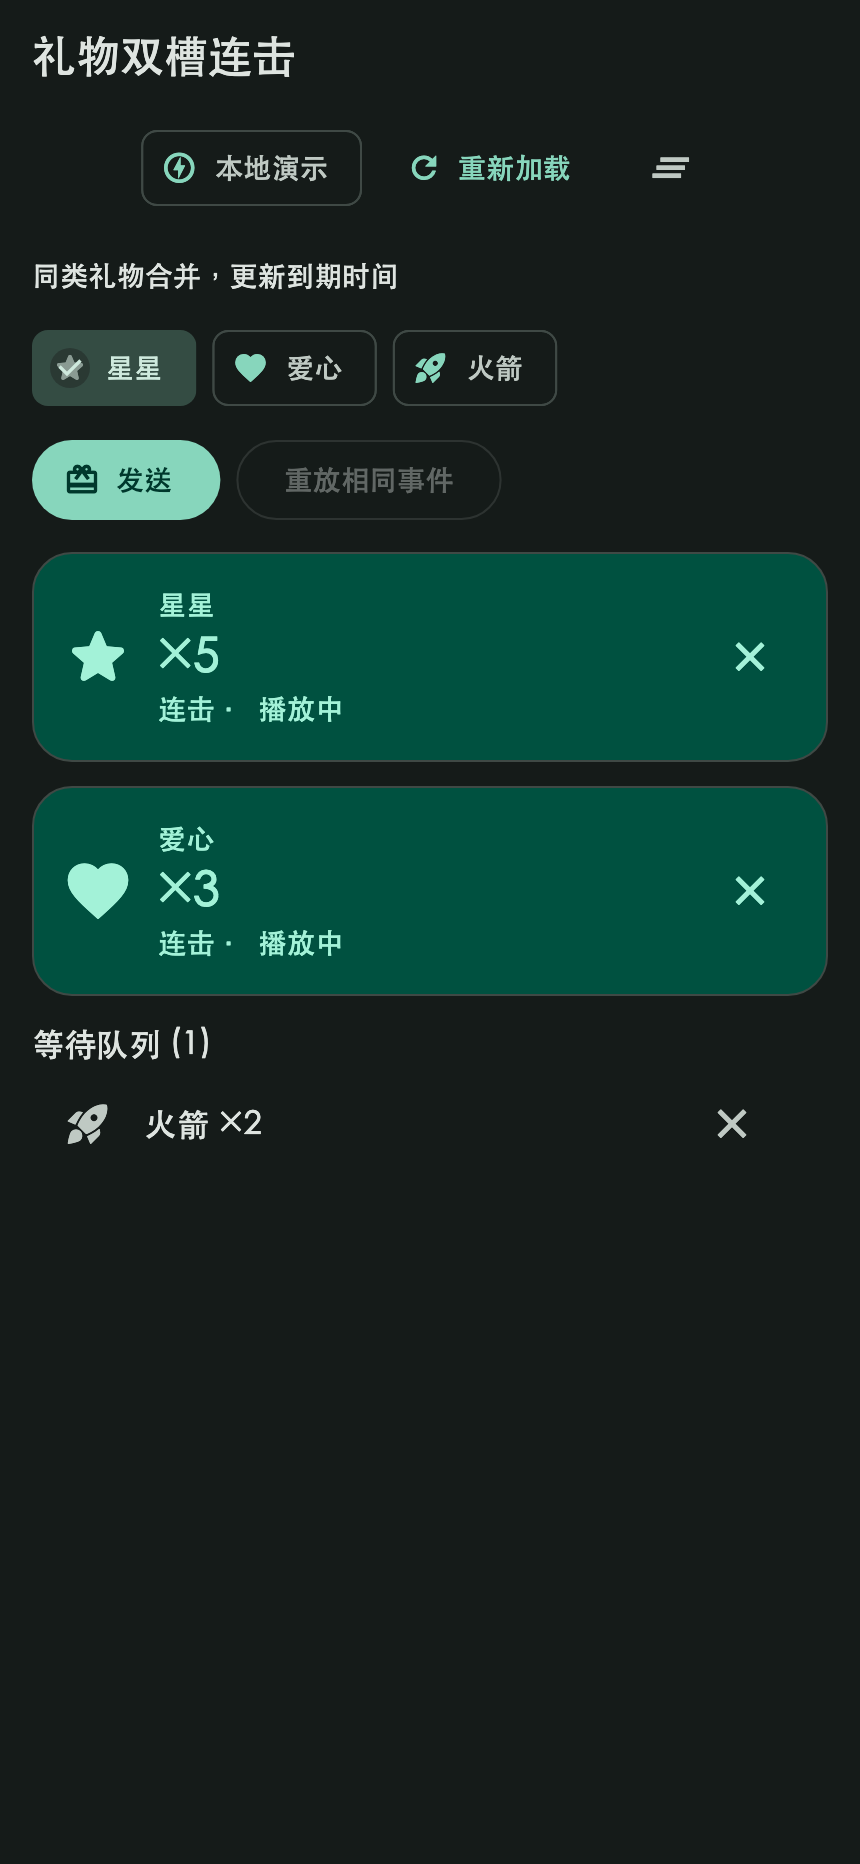 礼物双槽连击
本地演示 重新加载
同类礼物合并，更新到期时间
星星 爱心 火箭
发送 重放相同事件
星星
×5
连击 · 播放中
爱心
×3
连击 · 播放中
等待队列 (1)
火箭 ×2